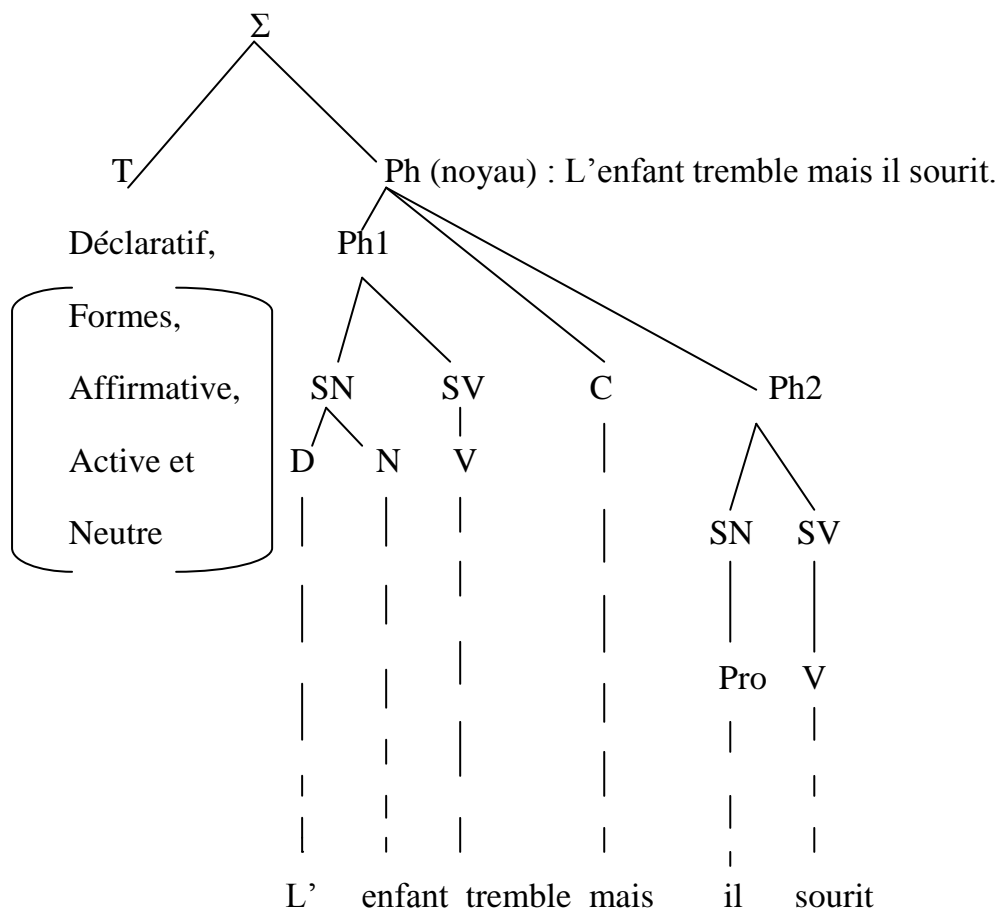 Σ
T Ph (noyau) : L’enfant tremble mais il sourit.
Déclaratif, Ph1
Formes,
Affirmative, SN SV C Ph2
Active et D N V
Neutre SN SV
Pro V
L’ enfant tremble mais il sourit